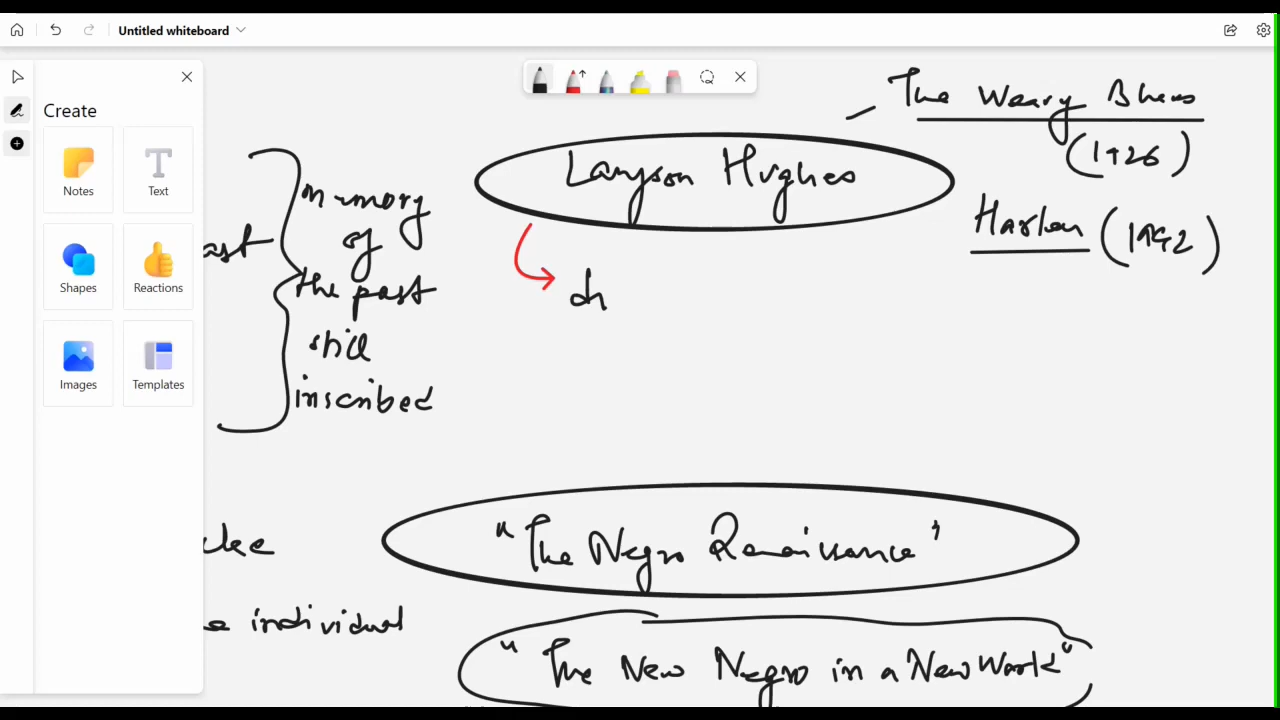 Untitled whiteboard
Create
Notes
Text
Shapes
Reactions
Images
Templates
The Weary Blues
(1926)
Langson Hughes
Harlem (1942)
memory
of
the past
still
inscribed
dr
"The Negro Renaissance"
e individual
"The New Negro in a New World"